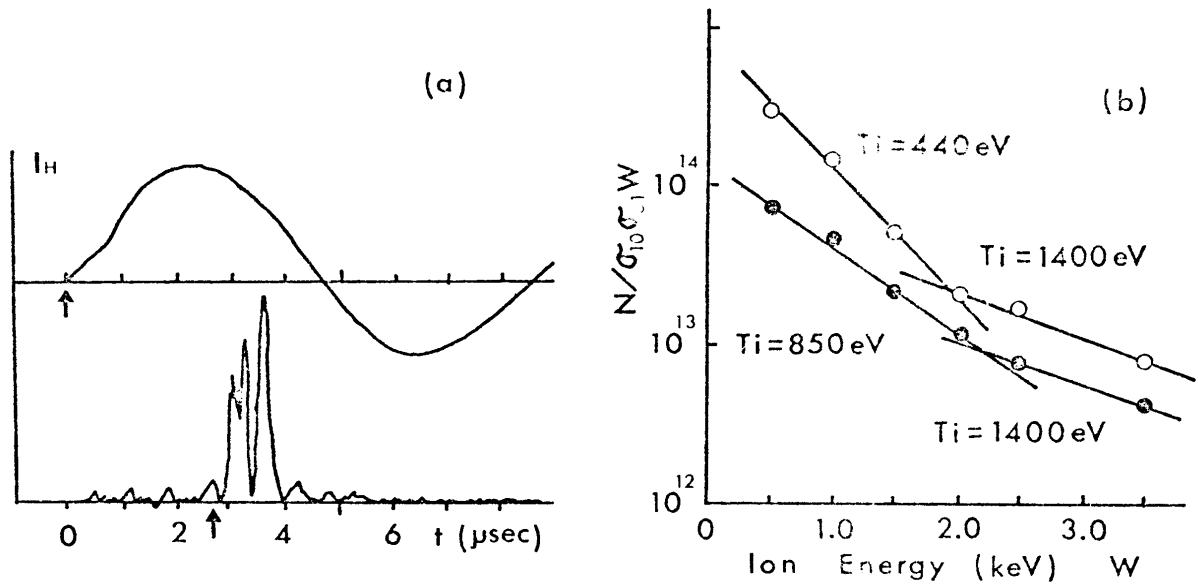 (a)
IH
0 2 4 6 t (μsec)
(b)
N/σ10σ01W
10^14
10^13
10^12
Ti=440eV
Ti=1400eV
Ti=850eV
Ti=1400eV
0 1.0 2.0 3.0
Ion Energy (keV) W